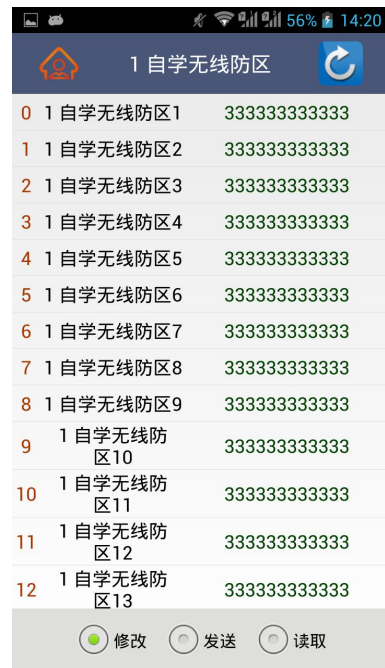 56% 14:20
1 自学无线防区
0 1 自学无线防区1 333333333333
1 1 自学无线防区2 333333333333
2 1 自学无线防区3 333333333333
3 1 自学无线防区4 333333333333
4 1 自学无线防区5 333333333333
5 1 自学无线防区6 333333333333
6 1 自学无线防区7 333333333333
7 1 自学无线防区8 333333333333
8 1 自学无线防区9 333333333333
9 1 自学无线防 333333333333
区10
10 1 自学无线防 333333333333
区11
11 1 自学无线防 333333333333
区12
12 1 自学无线防 333333333333
区13
修改 发送 读取